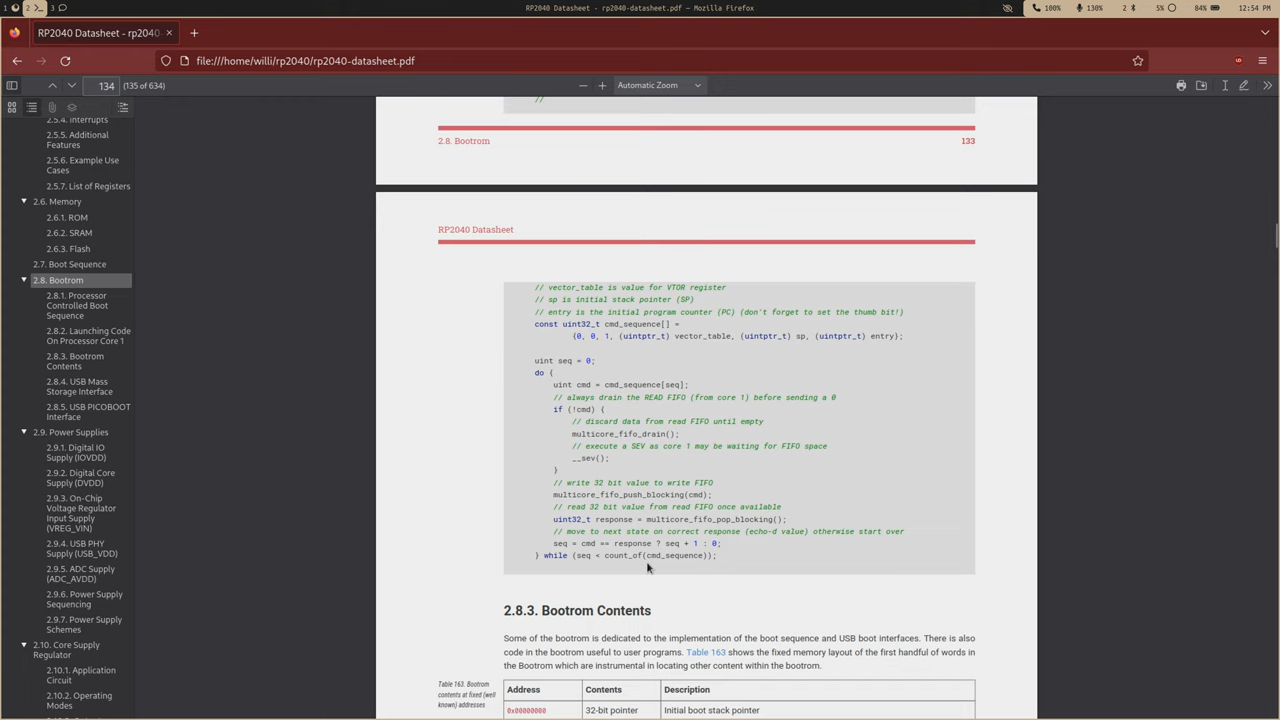 1 2 3
RP2040 Datasheet - rp2040-datasheet.pdf — Mozilla Firefox
100% 130% 2 5% 84% 12:54 PM
RP2040 Datasheet - rp2040-
file:///home/willi/rp2040/rp2040-datasheet.pdf
134 (135 of 634)
Automatic Zoom
2.5.4. Interrupts
2.5.5. Additional
Features
2.5.6. Example Use
Cases
2.5.7. List of Registers
2.6. Memory
2.6.1. ROM
2.6.2. SRAM
2.6.3. Flash
2.7. Boot Sequence
2.8. Bootrom
2.8.1. Processor
Controlled Boot
Sequence
2.8.2. Launching Code
On Processor Core 1
2.8.3. Bootrom
Contents
2.8.4. USB Mass
Storage Interface
2.8.5. USB PICOBOOT
Interface
2.9. Power Supplies
2.9.1. Digital IO
Supply (IOVDD)
2.9.2. Digital Core
Supply (DVDD)
2.9.3. On-Chip
Voltage Regulator
Input Supply
(VREG_VIN)
2.9.4. USB PHY
Supply (USB_VDD)
2.9.5. ADC Supply
(ADC_AVDD)
2.9.6. Power Supply
Sequencing
2.9.7. Power Supply
Schemes
2.10. Core Supply
Regulator
2.10.1. Application
Circuit
2.10.2. Operating
Modes
//
2.8. Bootrom 133
RP2040 Datasheet
// vector_table is value for VTOR register
// sp is initial stack pointer (SP)
// entry is the initial program counter (PC) (don't forget to set the thumb bit!)
const uint32_t cmd_sequence[] =
{0, 0, 1, (uintptr_t) vector_table, (uintptr_t) sp, (uintptr_t) entry};
uint seq = 0;
do {
uint cmd = cmd_sequence[seq];
// always drain the READ FIFO (from core 1) before sending a 0
if (!cmd) {
// discard data from read FIFO until empty
multicore_fifo_drain();
// execute a SEV as core 1 may be waiting for FIFO space
__sev();
}
// write 32 bit value to write FIFO
multicore_fifo_push_blocking(cmd);
// read 32 bit value from read FIFO once available
uint32_t response = multicore_fifo_pop_blocking();
// move to next state on correct response (echo-d value) otherwise start over
seq = cmd == response ? seq + 1 : 0;
} while (seq < count_of(cmd_sequence));
2.8.3. Bootrom Contents
Some of the bootrom is dedicated to the implementation of the boot sequence and USB boot interfaces. There is also
code in the bootrom useful to user programs. Table 163 shows the fixed memory layout of the first handful of words in
the Bootrom which are instrumental in locating other content within the bootrom.
Table 163. Bootrom
contents at fixed (well
known) addresses
Address Contents Description
0x00000000 32-bit pointer Initial boot stack pointer